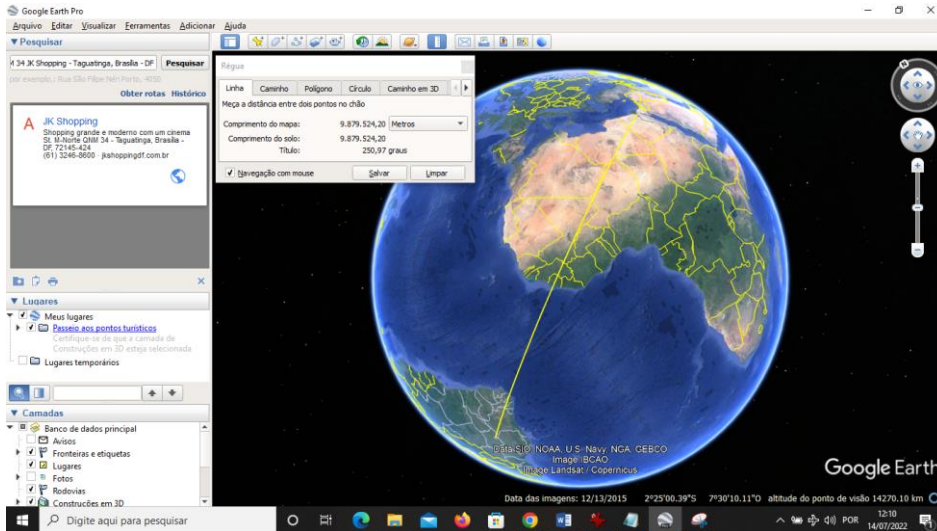 Google Earth Pro
Arquivo Editar Visualizar Ferramentas Adicionar Ajuda
Pesquisar
A 34 JK Shopping - Taguatinga, Brasília - DF Pesquisar
por exemplo.: Rua São Filipe Néri Porto, 4050
Obter rotas Histórico
A JK Shopping
Shopping grande e moderno com um cinema
St. M-Norte QNM 34 - Taguatinga, Brasília -
DF, 72145-424
(61) 3246-8600 - jkshoppingdf.com.br
Régua
Linha Caminho Polígono Círculo Caminho em 3D
Meça a distância entre dois pontos no chão
Comprimento do mapa: 9.879.524,20 Metros
Comprimento do solo: 9.879.524,20
Título: 250,97 graus
Navegação com mouse Salvar Limpar
Lugares
Meus lugares
Passeio aos pontos turísticos
Certifique-se de que a camada de
Construções em 3D esteja selecionada
Lugares temporários
Camadas
Banco de dados principal
Avisos
Fronteiras e etiquetas
Lugares
Fotos
Rodovias
Construções em 3D
N
Data SIO, NOAA, U.S. Navy, NGA, GEBCO
Image IBCAO
Image Landsat / Copernicus
Google Earth
Data das imagens: 12/13/2015 2°25'00.39"S 7°30'10.11"O altitude do ponto de visão 14270.10 km
Digite aqui para pesquisar
POR
12:10
14/07/2022